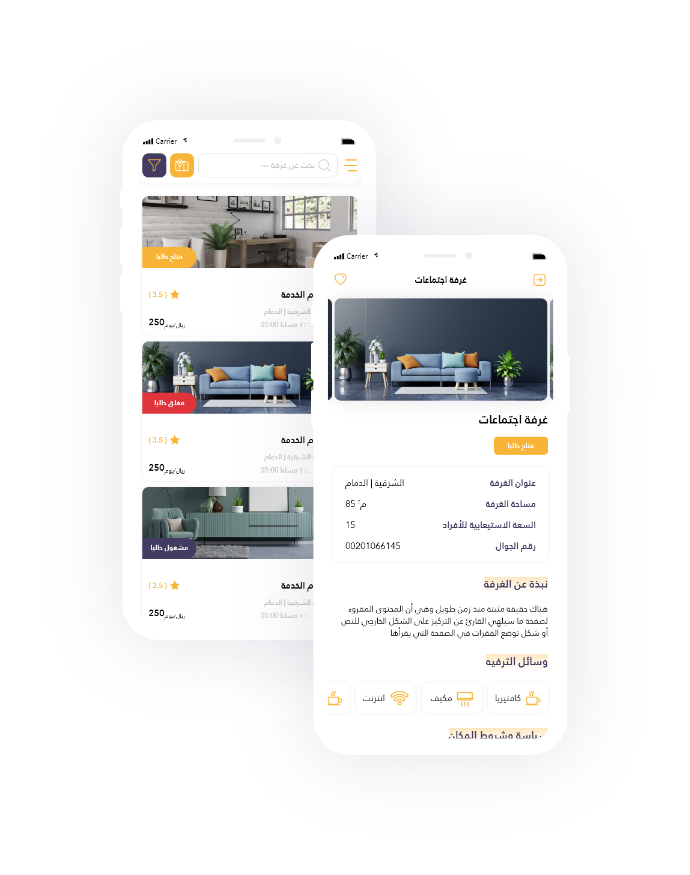 Carrier
بحث عن غرفة ---
متاح حاليا
م الخدمة
( 3.5 )
الشرقية | الدمام
مساءا 05:00
250 ريال/يوم
مغلق حاليا
م الخدمة
( 3.5 )
الشرقية | الدمام
مساءا 05:00
250 ريال/يوم
مشغول حاليا
م الخدمة
( 3.5 )
الشرقية | الدمام
مساءا 05:00
250 ريال/يوم
Carrier
غرفة اجتماعات
غرفة اجتماعات
متاح حاليا
عنوان الغرفة
الشرقية | الدمام
مساحة الغرفة
85 م²
السعة الاستيعابية للأفراد
15
رقم الجوال
00201066145
نبذة عن الغرفة
هناك حقيقة مثبتة منذ زمن طويل وهي أن المحتوى المقروء
لصفحة ما سيلهي القارئ عن التركيز على الشكل الخارجي للنص
أو شكل توضع الفقرات في الصفحة التي يقرأها
وسائل الترفية
كافتيريا
مكيف
انترنت
وشروط المكان